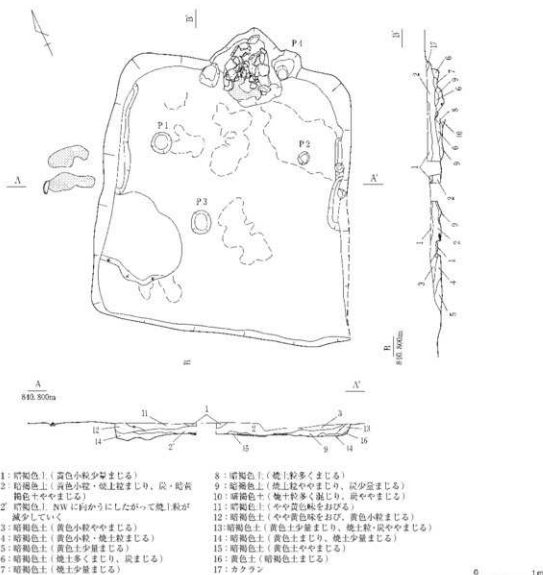 B'
P4
P1
P2
P3
A
A'
B
A
840.800m
A'
B
840.800m
B'
1:暗褐色土(黄色小粒少量まじる)
2:暗褐色土(黄色小粒・焼土粒まじり、炭・暗黄
褐色土ややまじる)
2' 暗褐色土 NWに向かうにしたがって焼土粒が
減少していく
3:暗褐色土(黄色小粒ややまじる)
4:暗褐色土(黄色小粒・焼土粒まじる)
5:暗褐色土(黄色土少量まじる)
6:暗褐色土(焼土多くまじり、炭まじる)
7:暗褐色土(焼土少量まじる)
8:暗褐色土(焼土粒多くまじる)
9:暗褐色土(焼土粒ややまじり、炭少量まじる)
10:暗褐色土(焼土粒多く混じり、炭ややまじる)
11:暗褐色土(やや黄色味をおびる)
12:暗褐色土(やや黄色味をおび、黄色小粒まじる)
13:暗褐色土(黄色土少量まじり、焼土粒・炭ややまじる)
14:暗褐色土(黄色土まじり、焼土少量まじる)
15:暗褐色土(黄色土ややまじる)
16:黄色土(暗褐色土まじる)
17:カクラン
0 1m